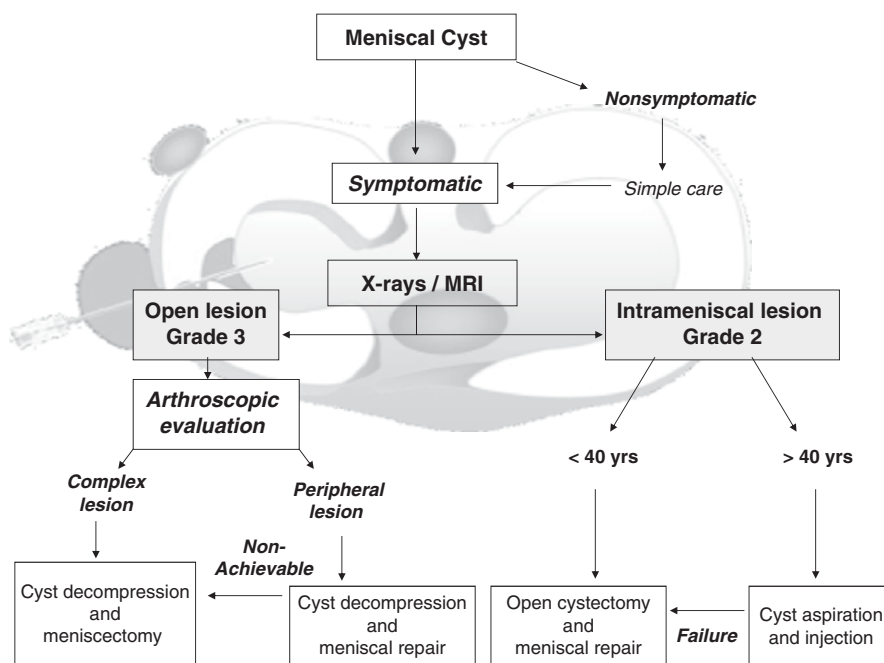 Meniscal Cyst
Nonsymptomatic
Symptomatic
Simple care
X-rays / MRI
Open lesion
Grade 3
Intrameniscal lesion
Grade 2
Arthroscopic
evaluation
< 40 yrs
> 40 yrs
Complex
lesion
Peripheral
lesion
Non-
Achievable
Cyst decompression
and
meniscectomy
Cyst decompression
and
meniscal repair
Open cystectomy
and
meniscal repair
Failure
Cyst aspiration
and injection